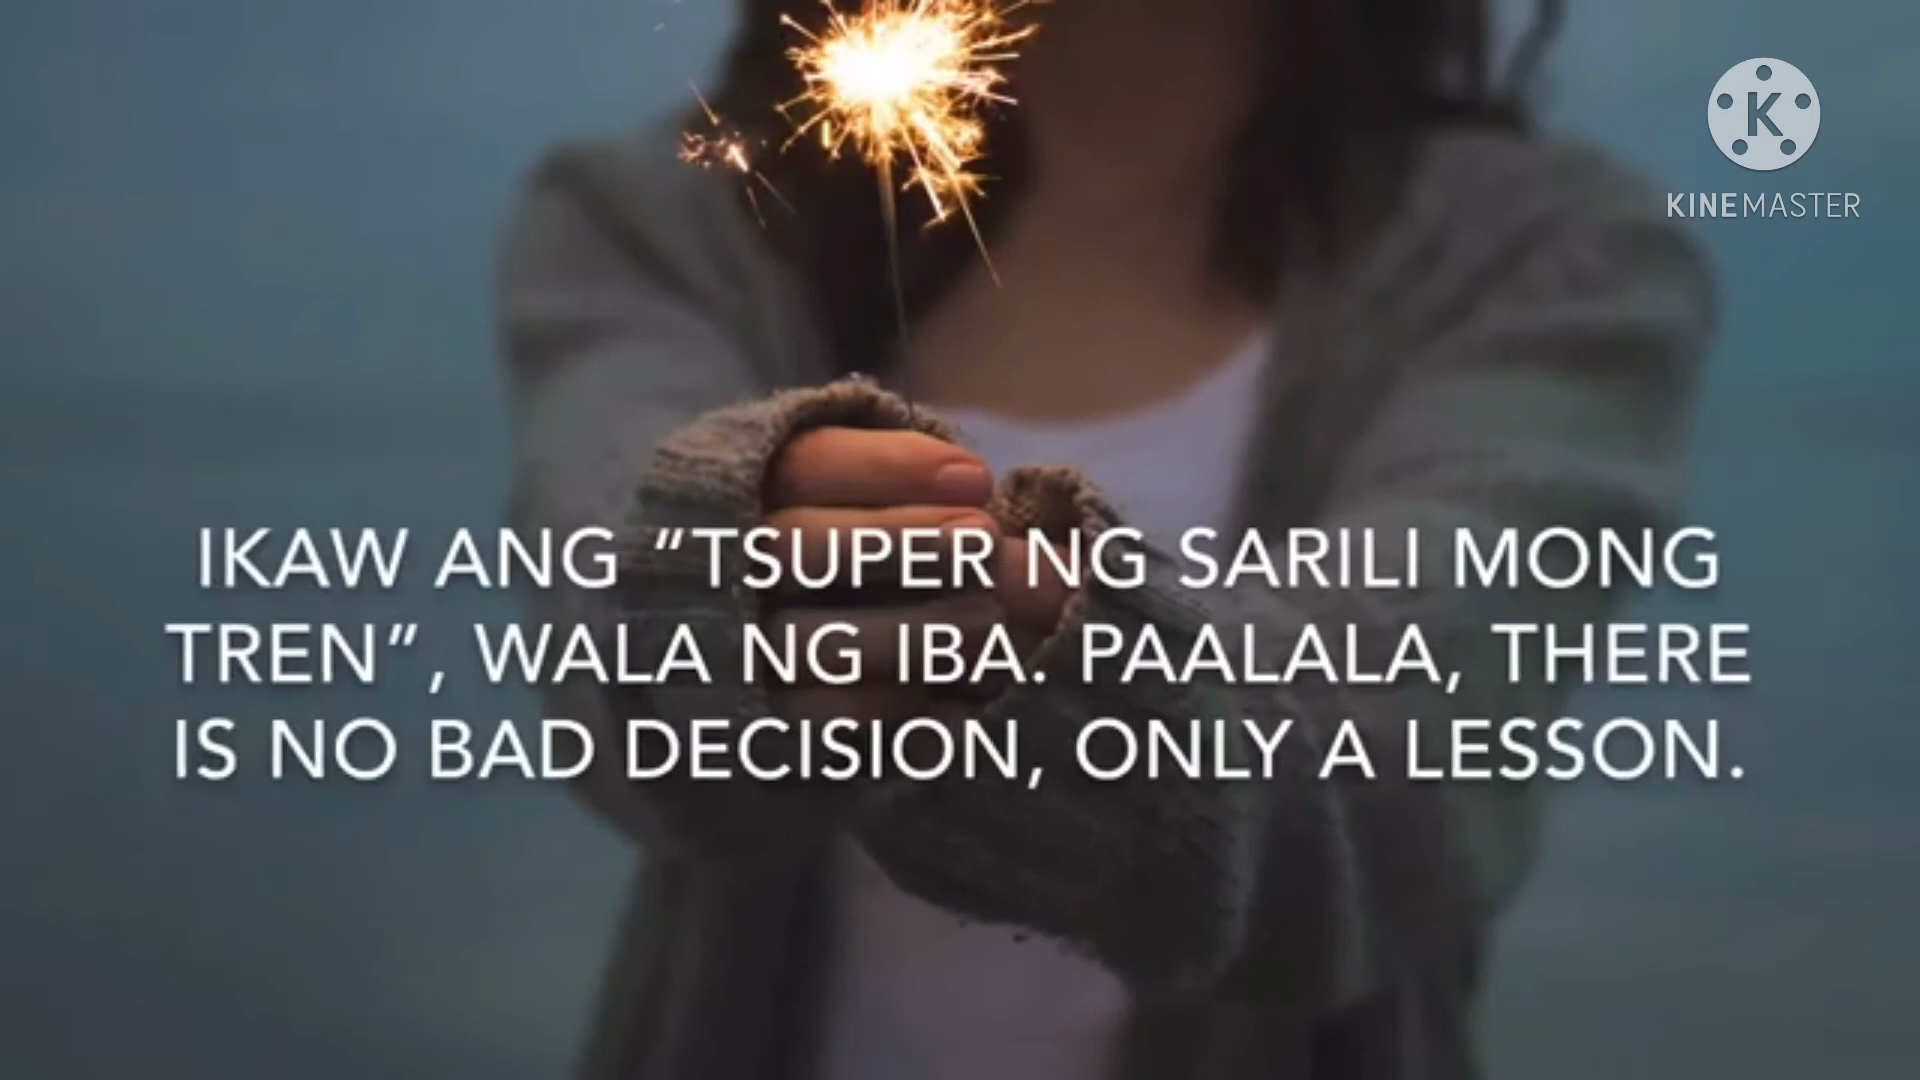 K
KINEMASTER
IKAW ANG “TSUPER NG SARILI MONG
TREN”, WALA NG IBA. PAALALA, THERE
IS NO BAD DECISION, ONLY A LESSON.